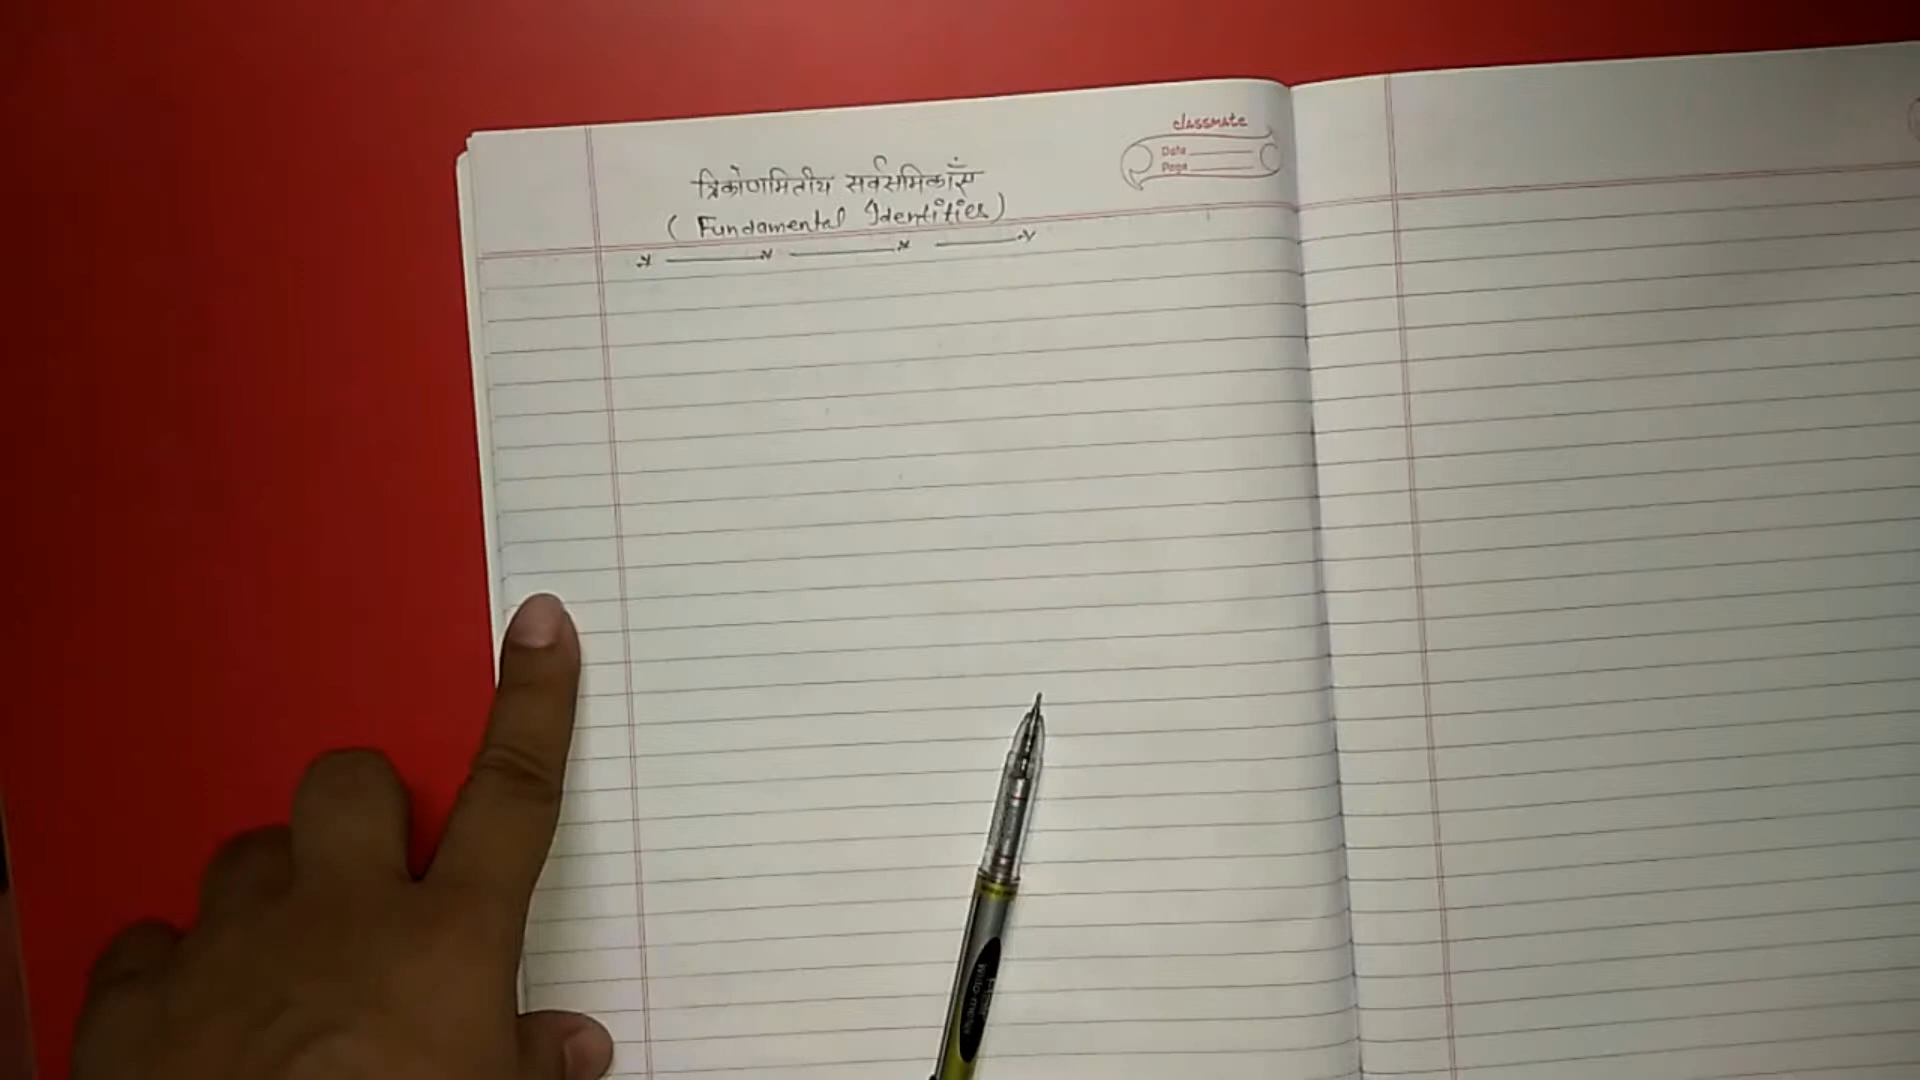 classmate
Date
Page
त्रिकोणमितीय सर्वसमिकाएँ
( Fundamental Identities )